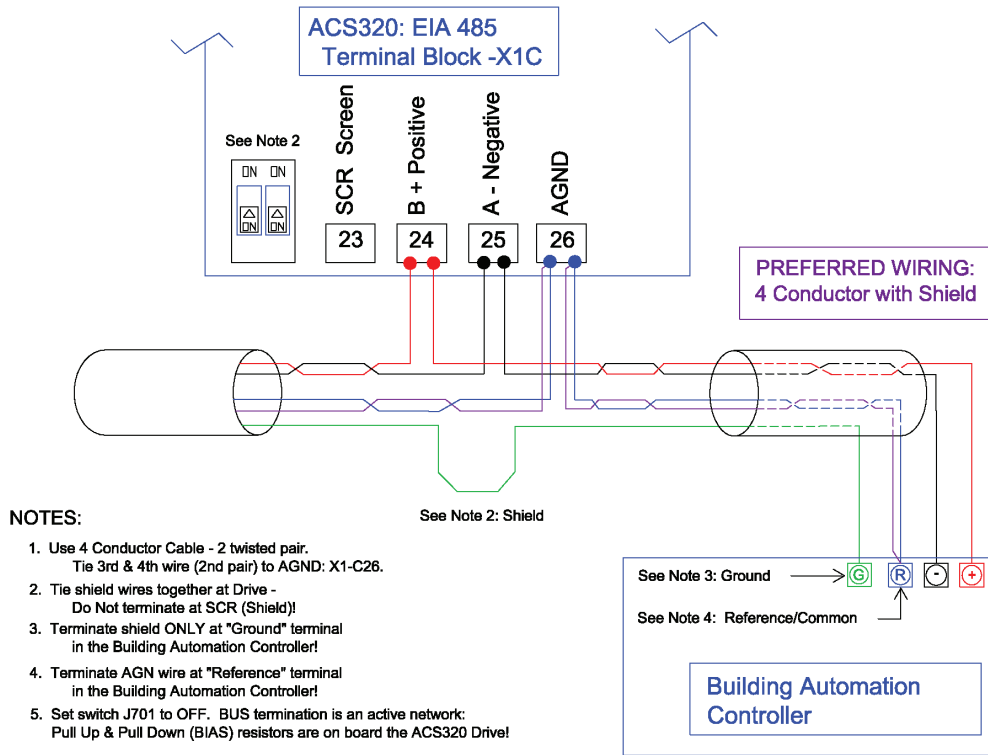 ACS320: EIA 485
Terminal Block -X1C
See Note 2
ON ON
ON ON
SCR Screen
B + Positive
A - Negative
AGND
23
24
25
26
PREFERRED WIRING:
4 Conductor with Shield
See Note 2: Shield
NOTES:
1. Use 4 Conductor Cable - 2 twisted pair.
Tie 3rd & 4th wire (2nd pair) to AGND: X1-C26.
2. Tie shield wires together at Drive -
Do Not terminate at SCR (Shield)!
3. Terminate shield ONLY at "Ground" terminal
in the Building Automation Controller!
4. Terminate AGN wire at "Reference" terminal
in the Building Automation Controller!
5. Set switch J701 to OFF. BUS termination is an active network:
Pull Up & Pull Down (BIAS) resistors are on board the ACS320 Drive!
See Note 3: Ground
G R - +
See Note 4: Reference/Common
Building Automation
Controller